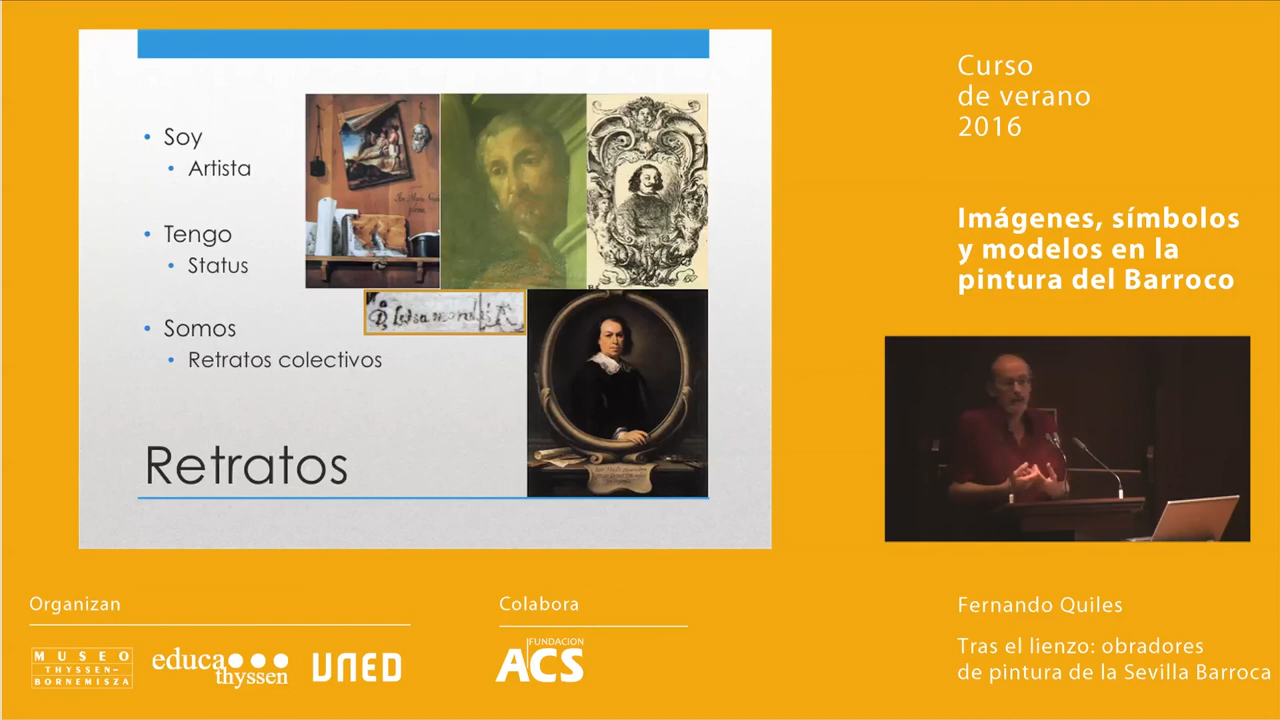 Soy
Artista
Tengo
Status
Somos
Retratos colectivos
Retratos
Curso
de verano
2016
Imágenes, símbolos
y modelos en la
pintura del Barroco
Organizan
MUSEO
THYSSEN-
BORNEMISZA
educa
thyssen
UNED
Colabora
FUNDACION
ACS
Fernando Quiles
Tras el lienzo: obradores
de pintura de la Sevilla Barroca